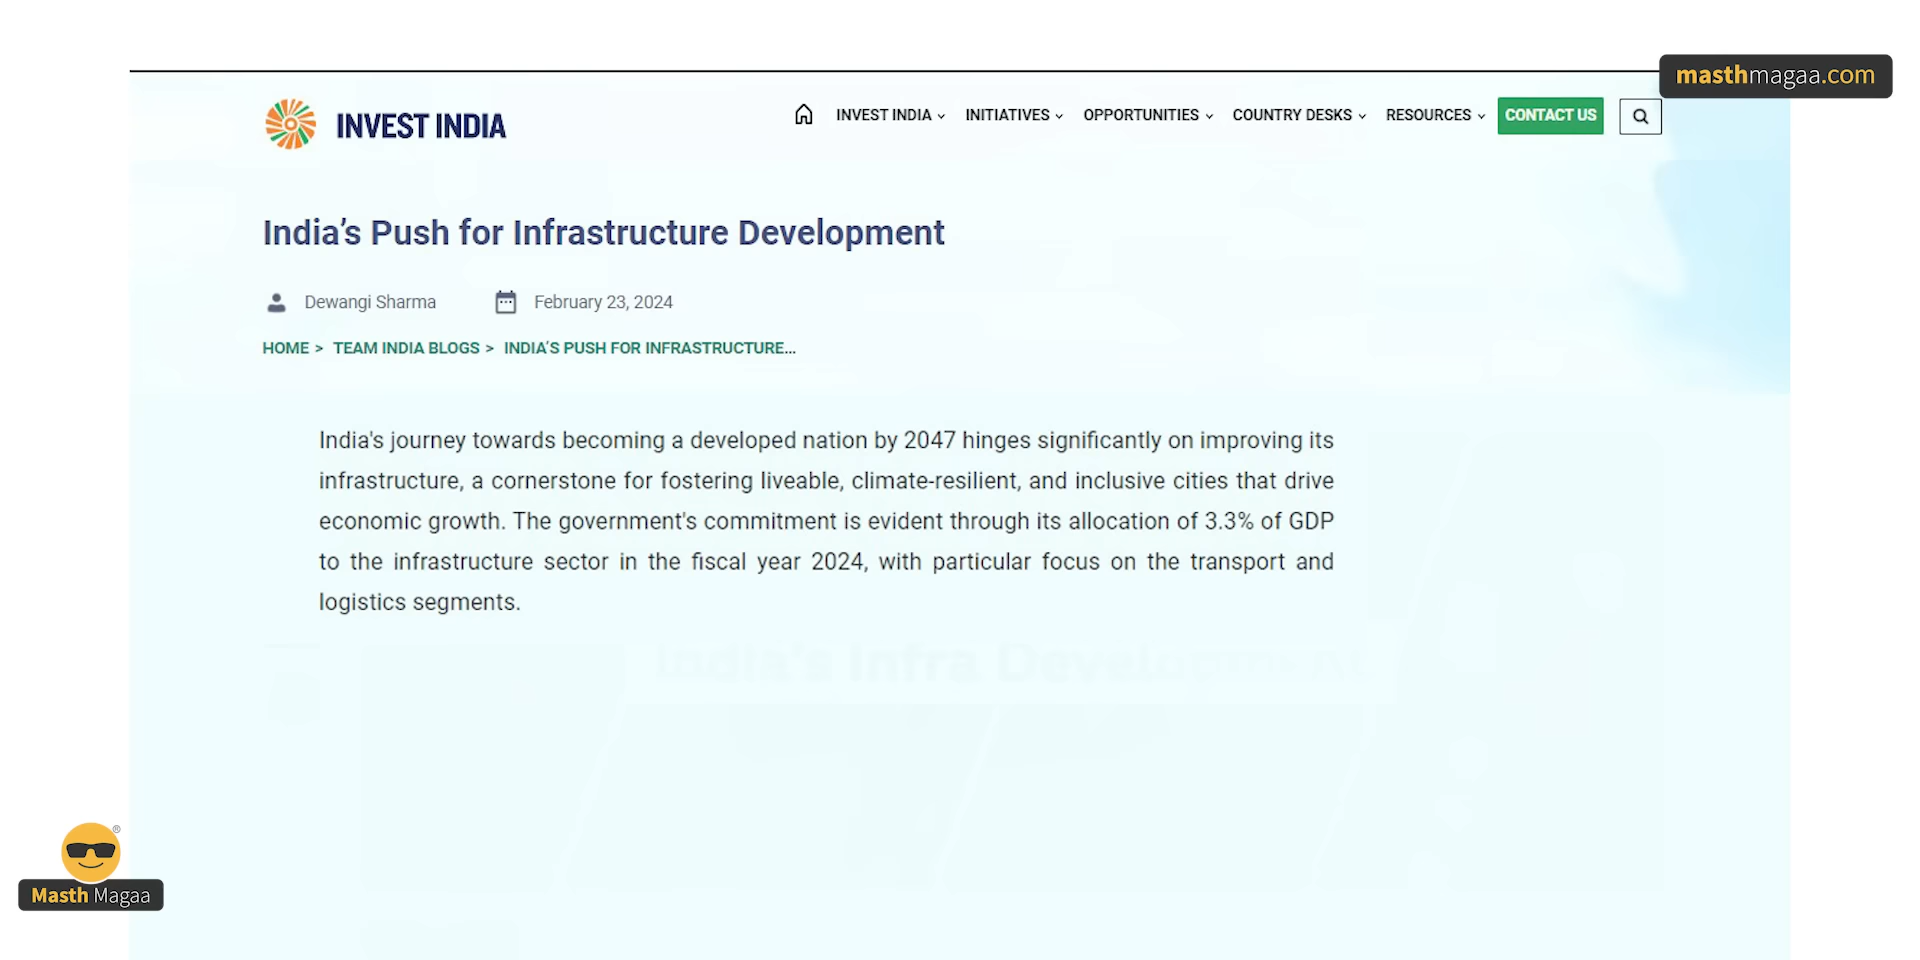 masthmagaa.com
INVEST INDIA
INVEST INDIA INITIATIVES OPPORTUNITIES COUNTRY DESKS RESOURCES CONTACT US
India’s Push for Infrastructure Development
Dewangi Sharma February 23, 2024
HOME > TEAM INDIA BLOGS > INDIA’S PUSH FOR INFRASTRUCTURE...
India's journey towards becoming a developed nation by 2047 hinges significantly on improving its
infrastructure, a cornerstone for fostering liveable, climate-resilient, and inclusive cities that drive
economic growth. The government's commitment is evident through its allocation of 3.3% of GDP
to the infrastructure sector in the fiscal year 2024, with particular focus on the transport and
logistics segments.
India's Infra Development
®
Masth Magaa